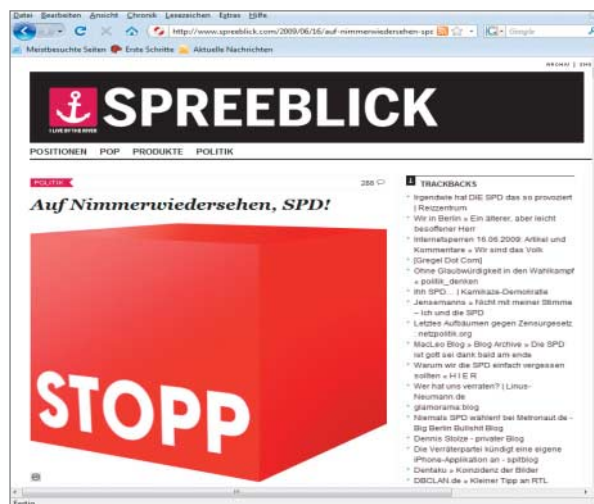 Datei Bearbeiten Ansicht Chronik Lesezeichen Extras Hilfe
http://www.spreeblick.com/2009/06/16/auf-nimmerwiedersehen-spd
Google
Meistbesuchte Seiten Erste Schritte Aktuelle Nachrichten
ARCHIV |
SPREEBLICK
I LIVE BY THE RIVER
POSITIONEN POP PRODUKTE POLITIK
POLITIK
286
Auf Nimmerwiedersehen, SPD!
STOPP
TRACKBACKS
Irgendwie hat DIE SPD das so provoziert
| Reizzentrum
Wir in Berlin » Ein älterer, aber leicht
besoffener Herr
Internetsperren 16.06.2009: Artikel und
Kommentare « Wir sind das Volk
[Gregel Dot Com]
Ohne Glaubwürdigkeit in den Wahlkampf
« politik_denken
Ihh SPD... | Kamikaze-Demokratie
Jensemanns » Nicht mit meiner Stimme
– Ich und die SPD
Letztes Aufbäumen gegen Zensurgesetz
: netzpolitik.org
MacLeo Blog » Blog Archive » Die SPD
ist gott sei dank bald am ende
Warum wir die SPD einfach vergessen
sollten « H I E R
Wer hat uns verraten? | Linus-
Neumann.de
glamorama:blog
Niemals SPD wählen! bei Metronaut.de -
Big Berlin Bullshit Blog
Dennis Stolze - privater Blog
Die Verräterpartei kündigt eine eigene
iPhone-Applikation an - spitblog
Dentaku » Koinzidenz der Bilder
DBCLAN.de » Kleiner Tipp an RTL
Fertig